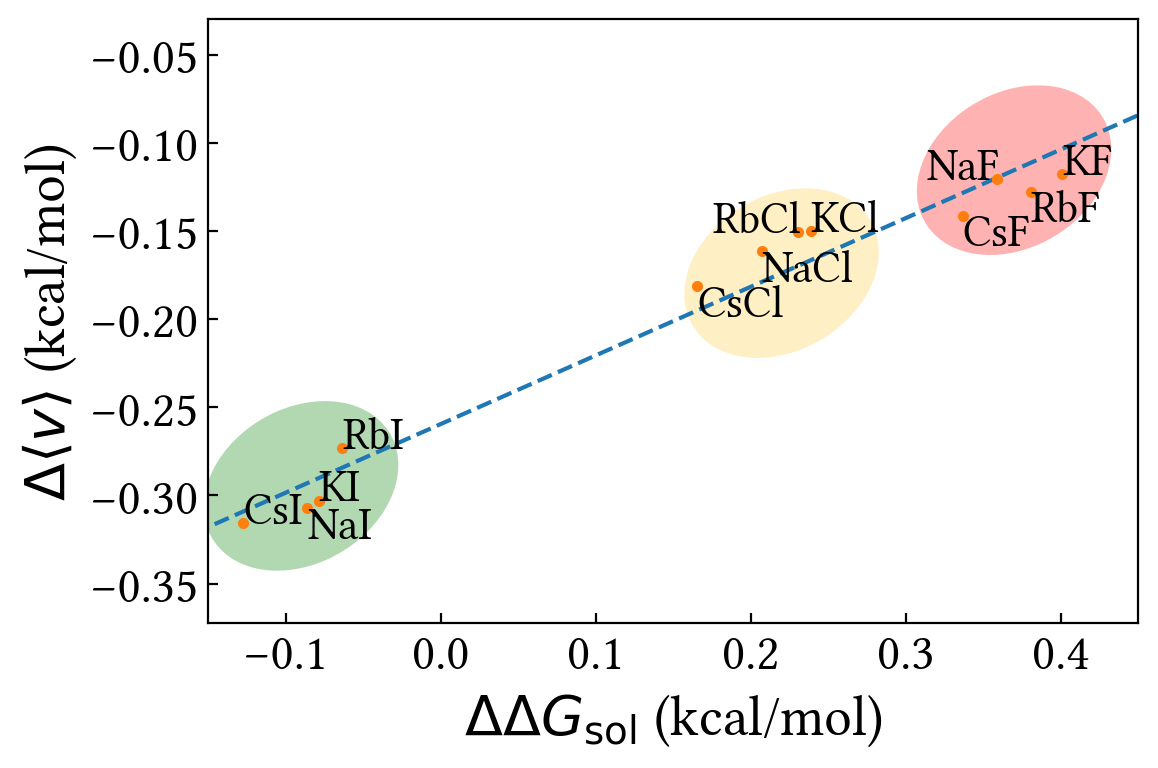 Δ⟨v⟩ (kcal/mol)
−0.05
−0.10
−0.15
−0.20
−0.25
−0.30
−0.35
NaF
KF
RbF
CsF
RbCl
KCl
NaCl
CsCl
RbI
KI
CsI
NaI
−0.1 0.0 0.1 0.2 0.3 0.4
ΔΔG_sol (kcal/mol)